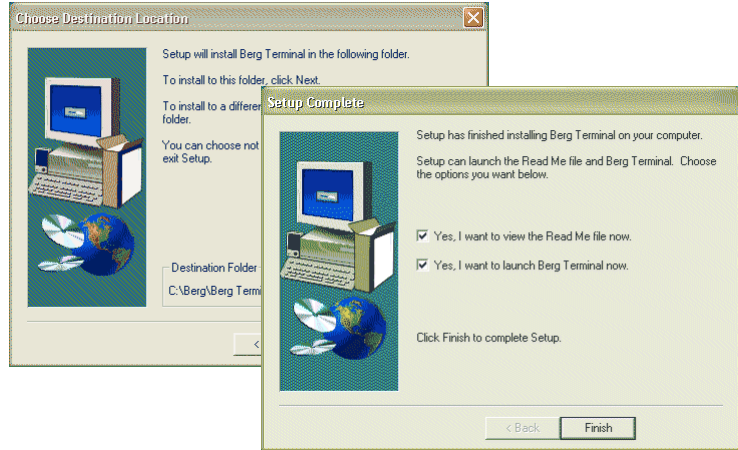 Choose Destination Location
Setup will install Berg Terminal in the following folder.
To install to this folder, click Next.
To install to a differer
folder.
You can choose not
exit Setup.
Destination Folder
C:\Berg\Berg Termi
<
Setup Complete
Setup has finished installing Berg Terminal on your computer.
Setup can launch the Read Me file and Berg Terminal. Choose
the options you want below.
Yes, I want to view the Read Me file now.
Yes, I want to launch Berg Terminal now.
Click Finish to complete Setup.
< Back
Finish